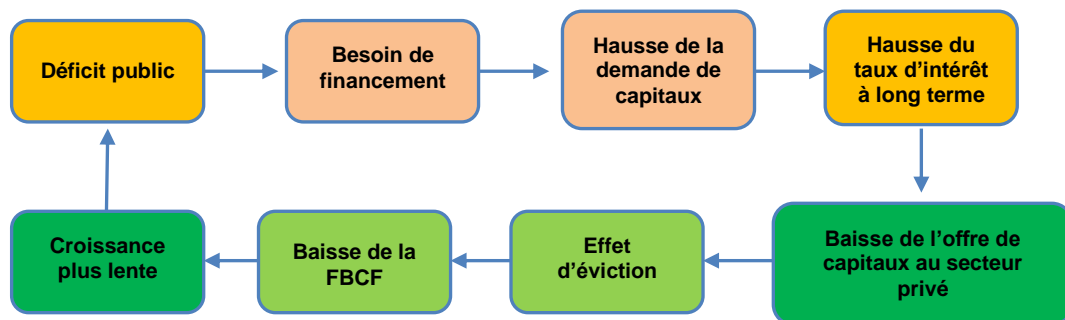 Déficit public
Besoin de
financement
Hausse de la
demande de
capitaux
Hausse du
taux d'intérêt
à long terme
Baisse de l'offre de
capitaux au secteur
privé
Effet
d'éviction
Baisse de la
FBCF
Croissance
plus lente